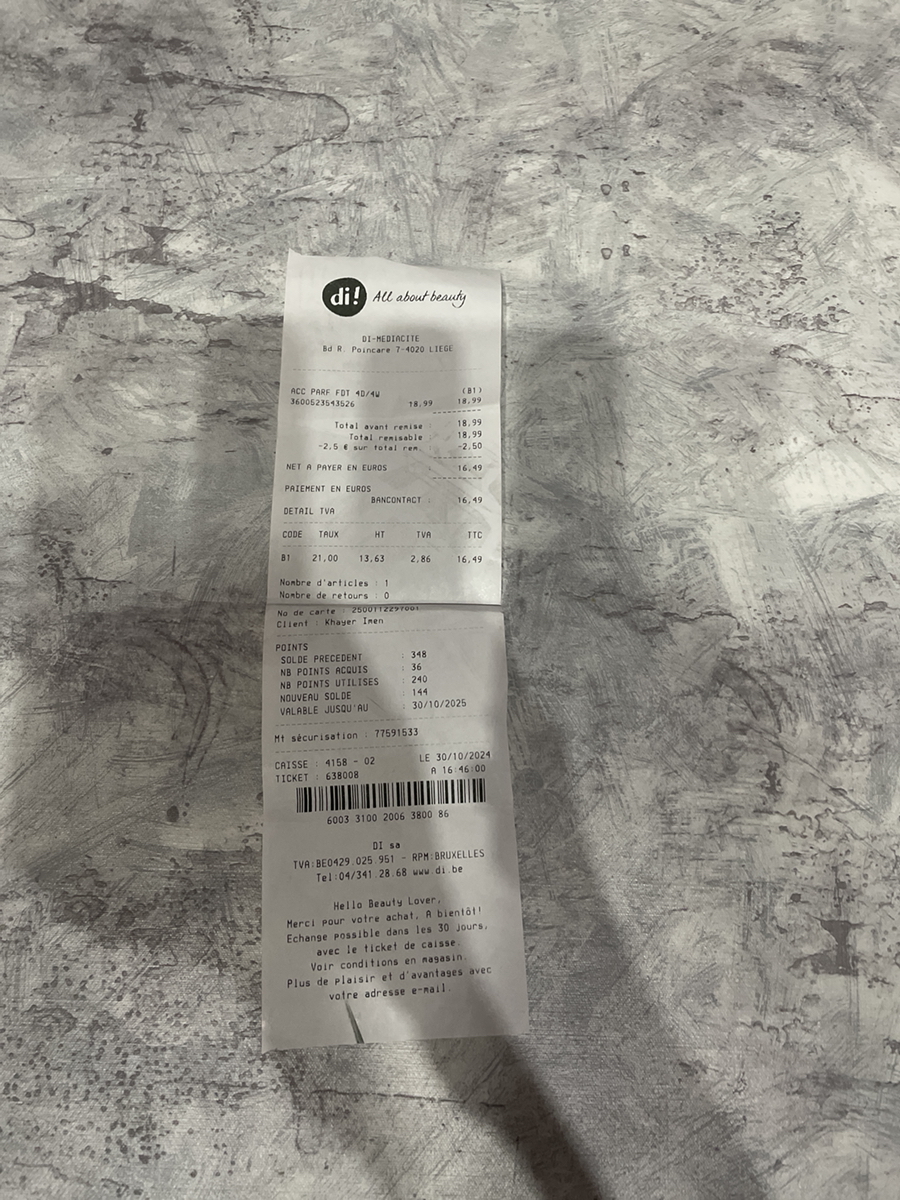 di! All about beauty
DI-MEDIACITE
Bd R. Poincare 7-4020 LIEGE
ACC PARF FDT 4D/4W (B1)
3600523543526 18,99 18,99
Total avant remise : 18,99
Total remisable : 18,99
-2,5 € sur total rem. : -2,50
NET A PAYER EN EUROS : 16,49
PAIEMENT EN EUROS
BANCONTACT : 16,49
DETAIL TVA
CODE TAUX HT TVA TTC
B1 21,00 13,63 2,86 16,49
Nombre d'articles : 1
Nombre de retours : 0
No de carte :
Client : Khayer Imen
POINTS
SOLDE PRECEDENT : 348
NB POINTS ACQUIS : 36
NB POINTS UTILISES : 240
NOUVEAU SOLDE : 144
VALABLE JUSQU'AU : 30/10/2025
Mt sécurisation : 77591533
CAISSE : 4158 - 02 LE 30/10/2024
TICKET : 638008 A 16:46:00
6003 3100 2006 3800 86
DI sa
TVA:BE0429.025.951 - RPM:BRUXELLES
Tel:04/341.28.68 www.di.be
Hello Beauty Lover,
Merci pour votre achat. A bientôt!
Echange possible dans les 30 jours,
avec le ticket de caisse.
Voir conditions en magasin.
Plus de plaisir et d'avantages avec
votre adresse e-mail.